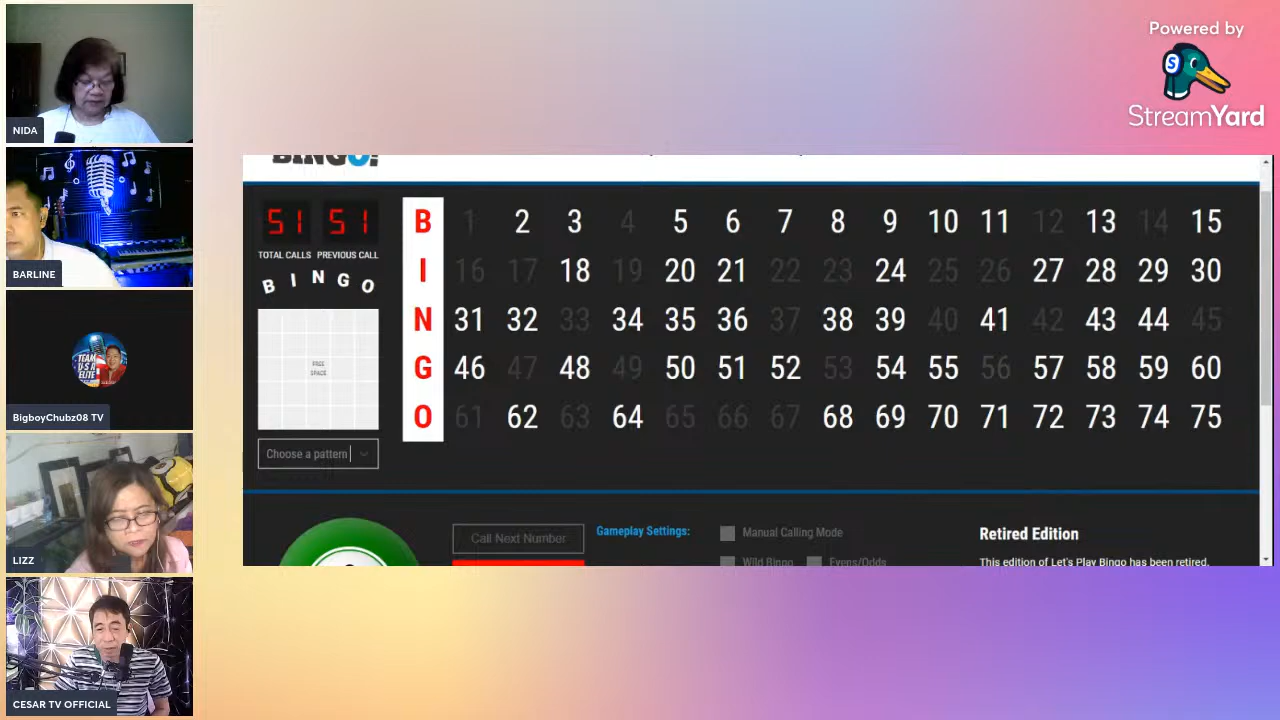 Powered by
StreamYard
NIDA
BARLINE
TEAM
U-S-A
ELITE
BigboyChubz08 TV
LIZZ
CESAR TV OFFICIAL
BINGO!
51 51
TOTAL CALLS PREVIOUS CALL
B I N G O
FREE
SPACE
Choose a pattern
B 1 2 3 4 5 6 7 8 9 10 11 12 13 14 15
I 16 17 18 19 20 21 22 23 24 25 26 27 28 29 30
N 31 32 33 34 35 36 37 38 39 40 41 42 43 44 45
G 46 47 48 49 50 51 52 53 54 55 56 57 58 59 60
O 61 62 63 64 65 66 67 68 69 70 71 72 73 74 75
Call Next Number
Gameplay Settings:
Manual Calling Mode
Wild Bingo
Evens/Odds
Retired Edition
This edition of Let's Play Bingo has been retired.